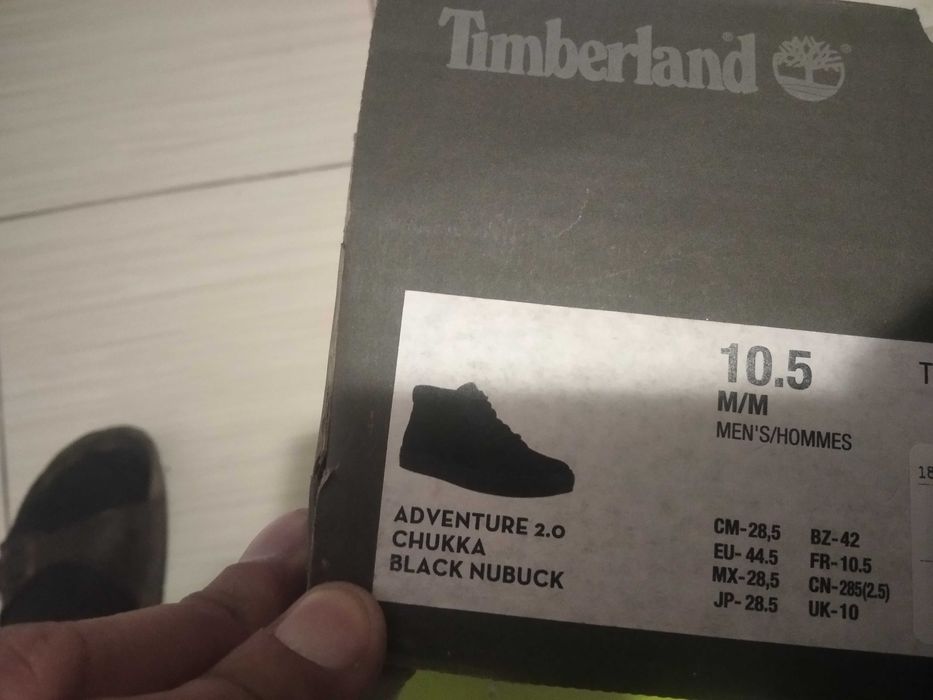 Timberland
10.5
M/M
MEN'S/HOMMES
ADVENTURE 2.0
CHUKKA
BLACK NUBUCK
CM-28,5
EU-44.5
MX-28,5
JP-28.5
BZ-42
FR-10.5
CN-285(2.5)
UK-10
T
18